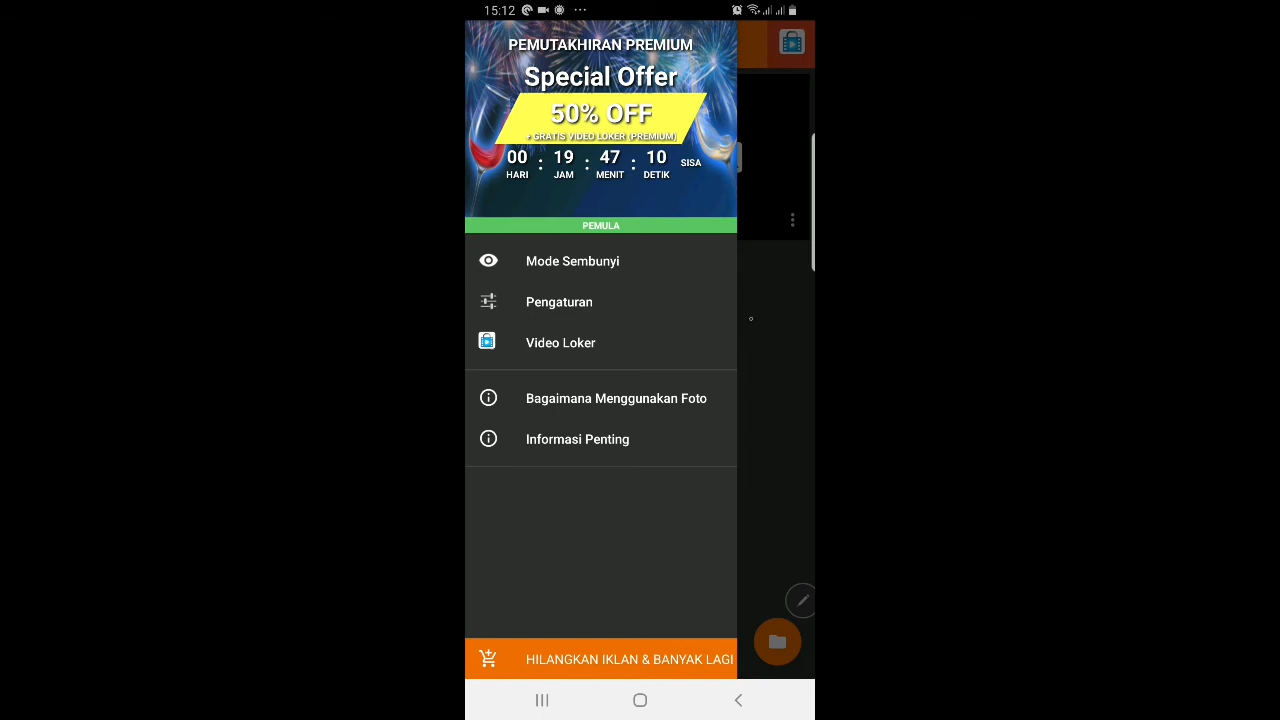 15:12
PEMUTAKHIRAN PREMIUM
Special Offer
50% OFF
+ GRATIS VIDEO LOKER (PREMIUM)
00 : 19 : 47 : 10 SISA
HARI JAM MENIT DETIK
PEMULA
Mode Sembunyi
Pengaturan
Video Loker
Bagaimana Menggunakan Foto
Informasi Penting
HILANGKAN IKLAN & BANYAK LAGI